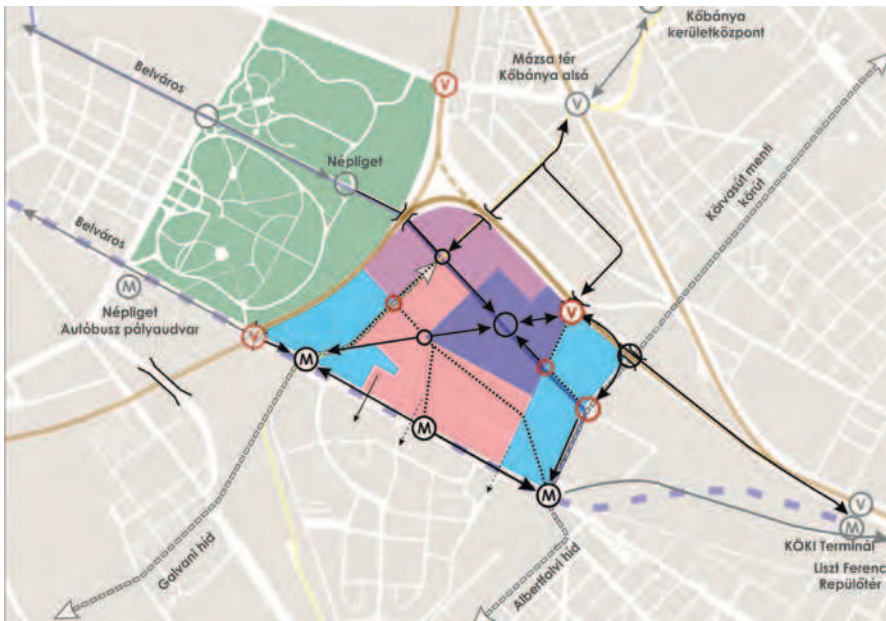 Kőbánya
kerületközpont
Mázsa tér
Kőbánya alsó
V
V
Belváros
Népliget
Körvasút menti
körút
Belváros
M
Népliget
Autóbusz pályaudvar
V
M
V
M
M
V
M
KÖKI Terminál
Liszt Ferenc
Repülőtér
Galvani híd
Albertfalvi híd